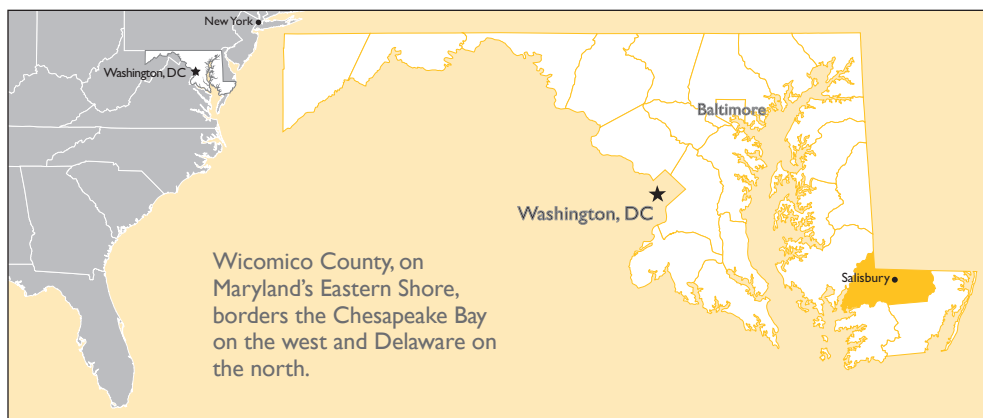 New York
Washington, DC
Baltimore
Washington, DC
Salisbury
Wicomico County, on
Maryland's Eastern Shore,
borders the Chesapeake Bay
on the west and Delaware on
the north.